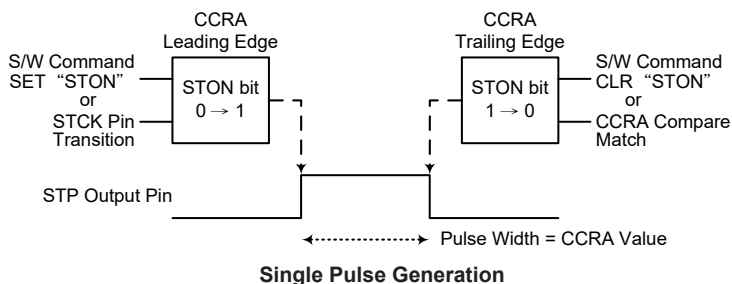 CCRA
Leading Edge
CCRA
Trailing Edge
S/W Command
SET “STON”
or
STCK Pin
Transition
STON bit
0 → 1
STON bit
1 → 0
S/W Command
CLR “STON”
or
CCRA Compare
Match
STP Output Pin
Pulse Width = CCRA Value
Single Pulse Generation